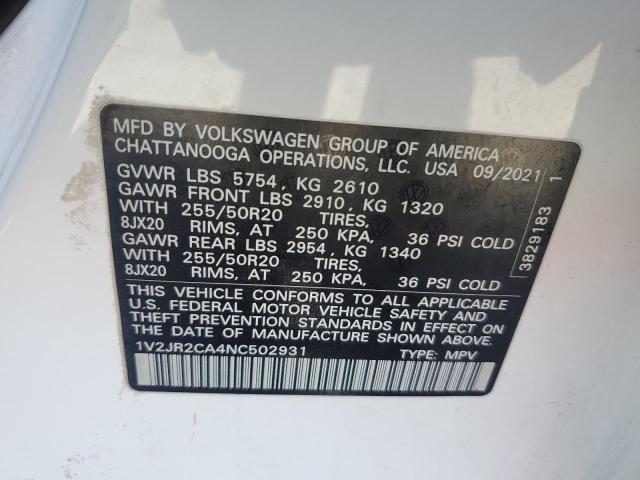 MFD BY VOLKSWAGEN GROUP OF AMERICA
CHATTANOOGA OPERATIONS, LLC. USA 09/2021
GVWR LBS 5754, KG 2610
GAWR FRONT LBS 2910, KG 1320
WITH 255/50R20 TIRES,
8JX20 RIMS, AT 250 KPA, 36 PSI COLD
GAWR REAR LBS 2954, KG 1340
WITH 255/50R20 TIRES,
8JX20 RIMS, AT 250 KPA, 36 PSI COLD
THIS VEHICLE CONFORMS TO ALL APPLICABLE
U.S. FEDERAL MOTOR VEHICLE SAFETY AND
THEFT PREVENTION STANDARDS IN EFFECT ON
THE DATE OF MANUFACTURE SHOWN ABOVE.
1V2JR2CA4NC502931 TYPE: MPV
3829183 1